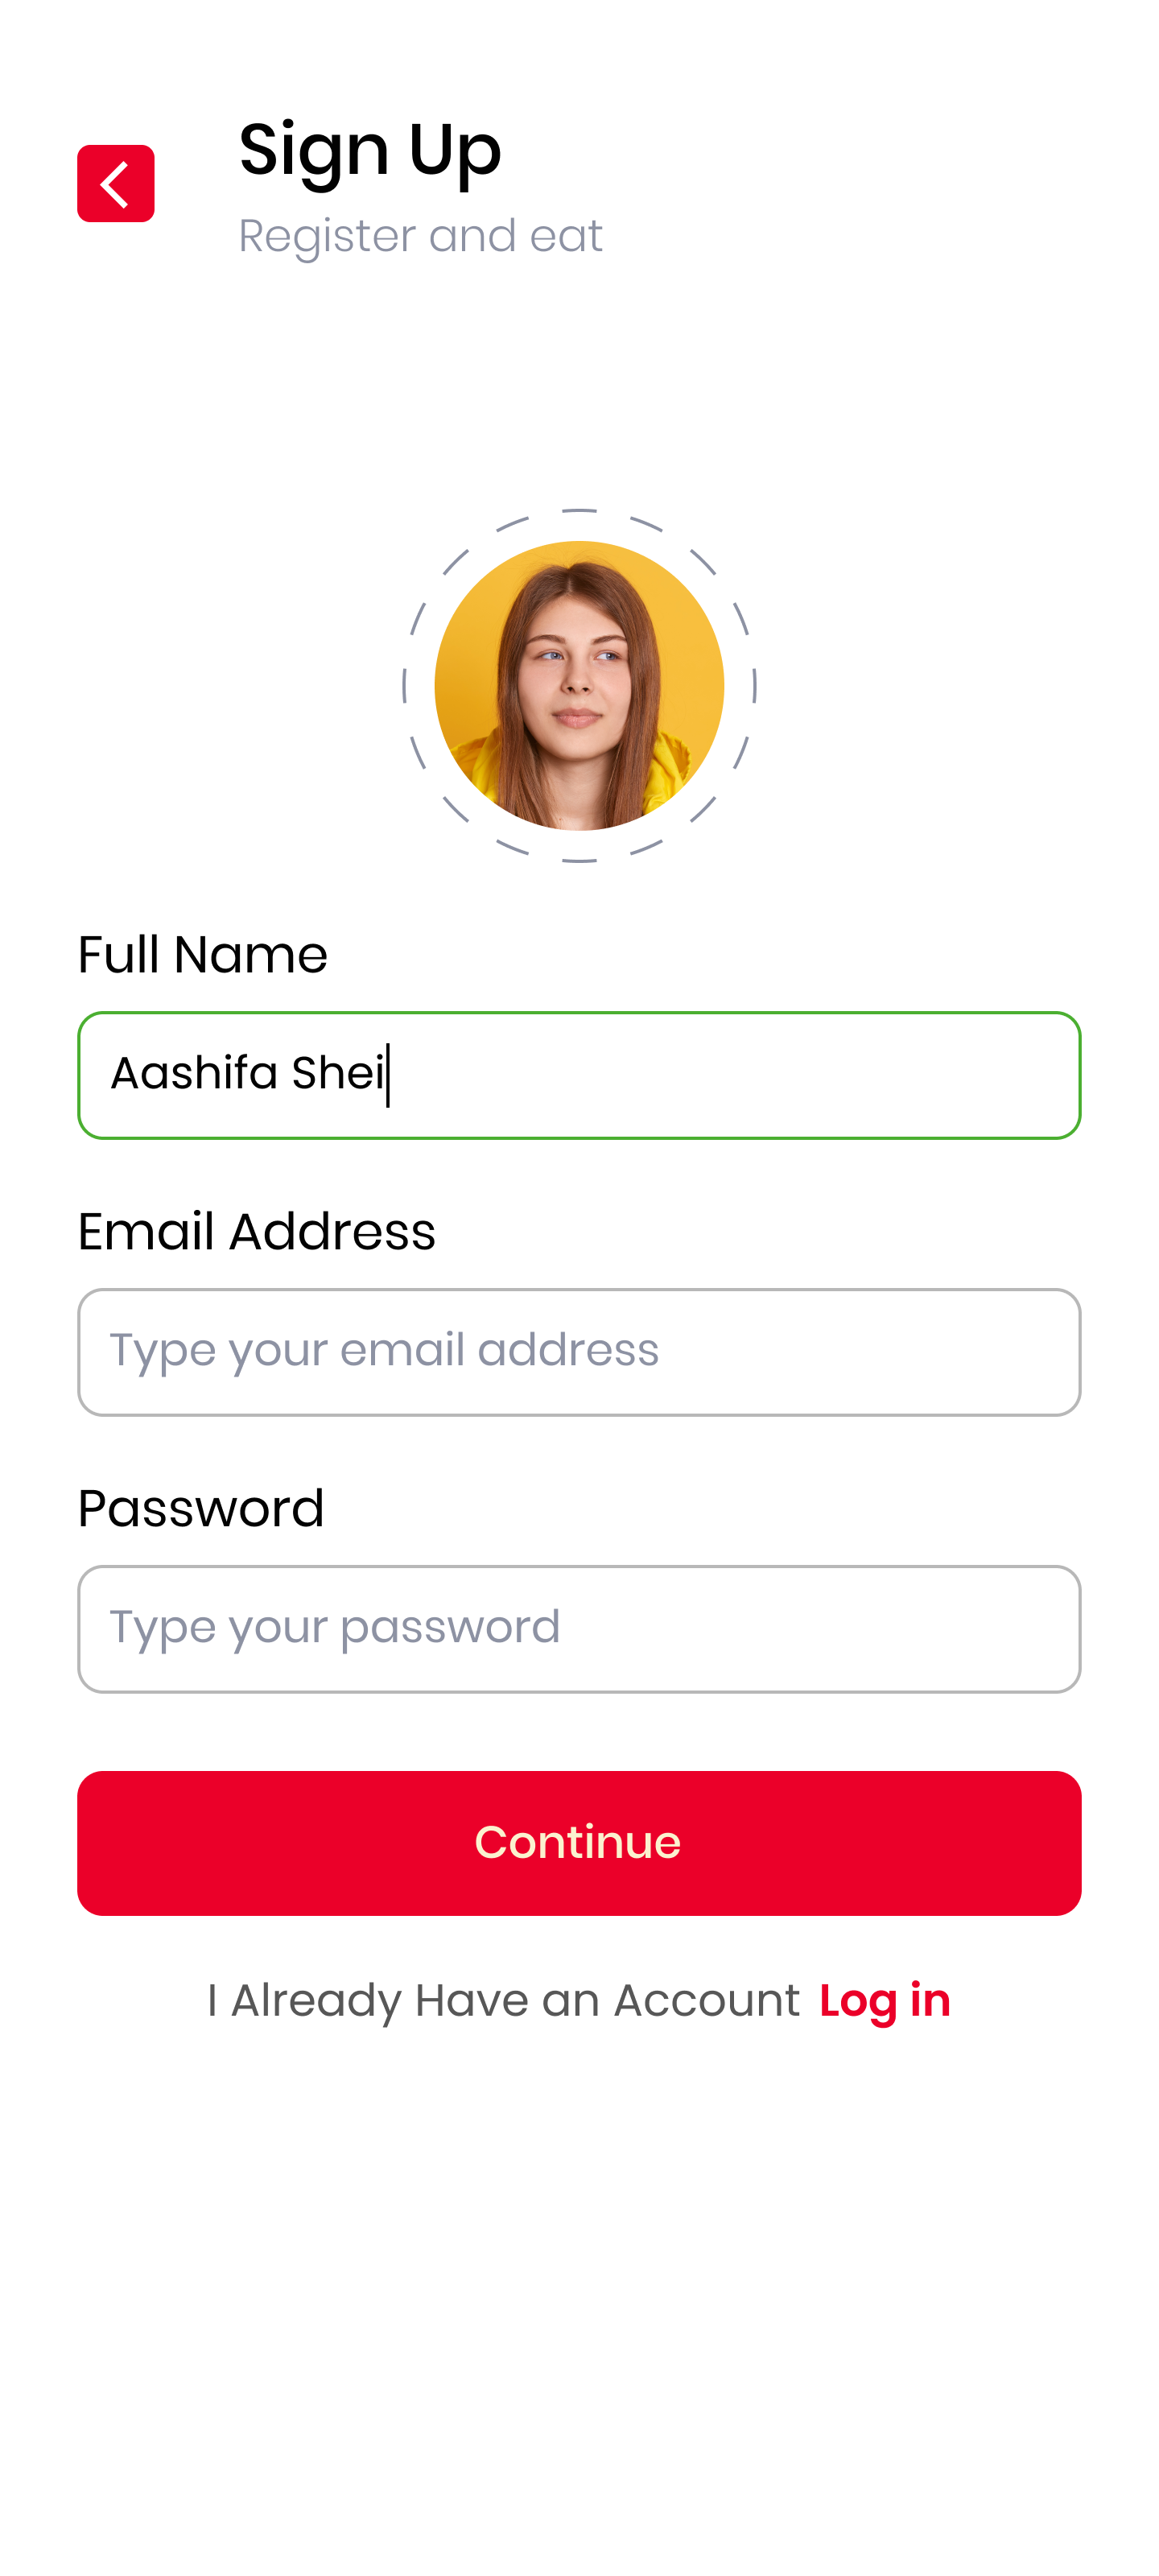 Sign Up
Register and eat
Full Name
Aashifa Shei
Email Address
Type your email address
Password
Type your password
Continue
I Already Have an Account Log in